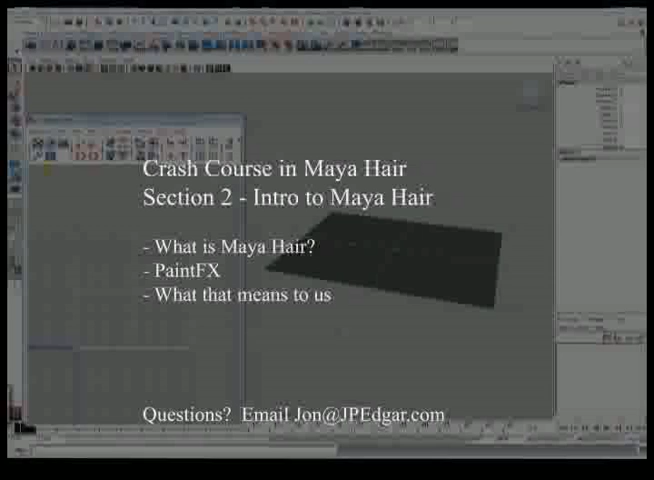 Crash Course in Maya Hair
Section 2 - Intro to Maya Hair
- What is Maya Hair?
- PaintFX
- What that means to us
Questions? Email Jon@JPEdgar.com